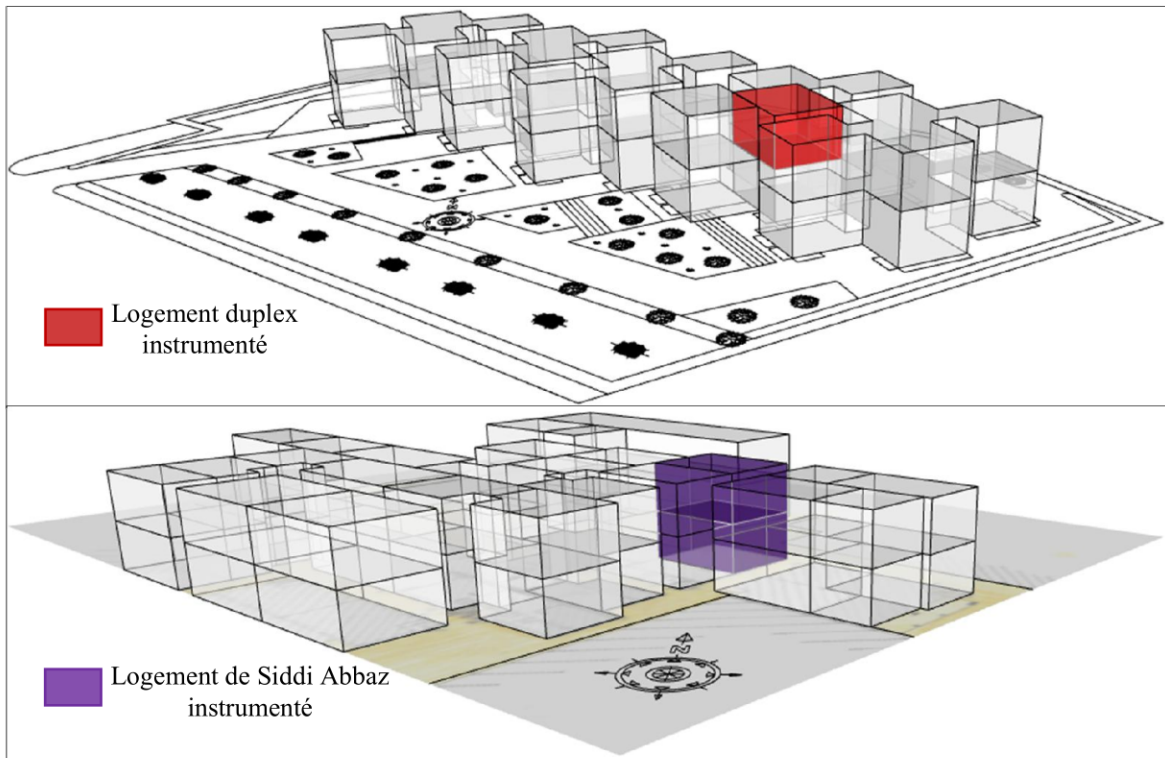 N
Logement duplex
instrumenté
N
Logement de Siddi Abbaz
instrumenté